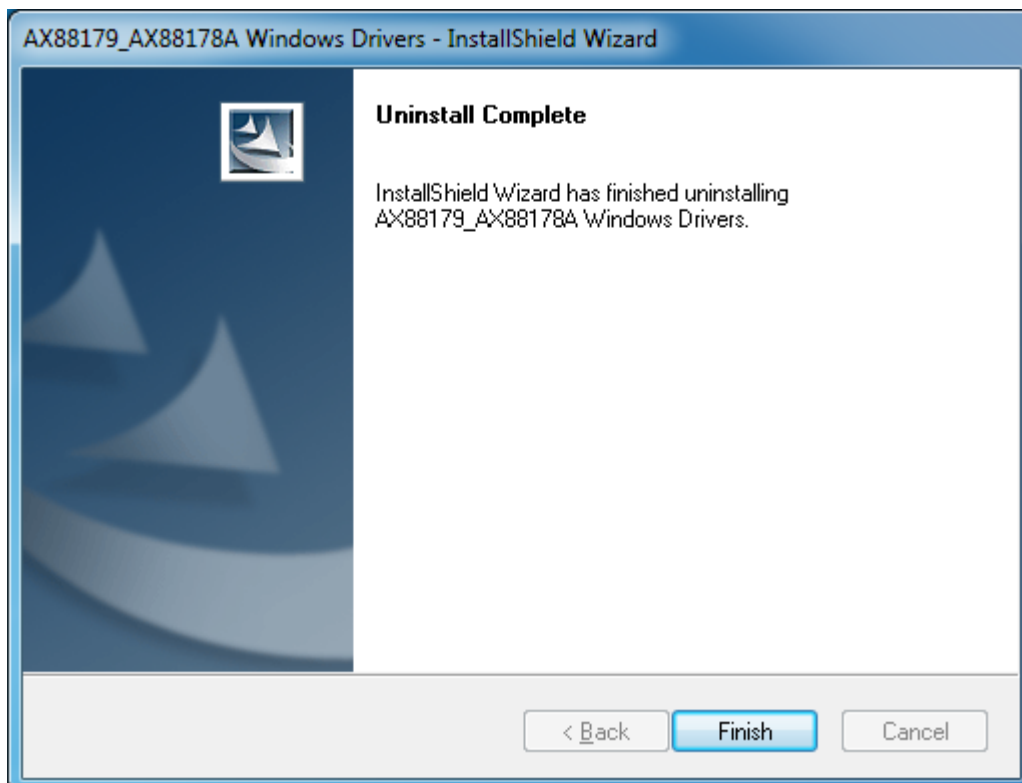 AX88179_AX88178A Windows Drivers - InstallShield Wizard
Uninstall Complete
InstallShield Wizard has finished uninstalling
AX88179_AX88178A Windows Drivers.
< Back
Finish
Cancel